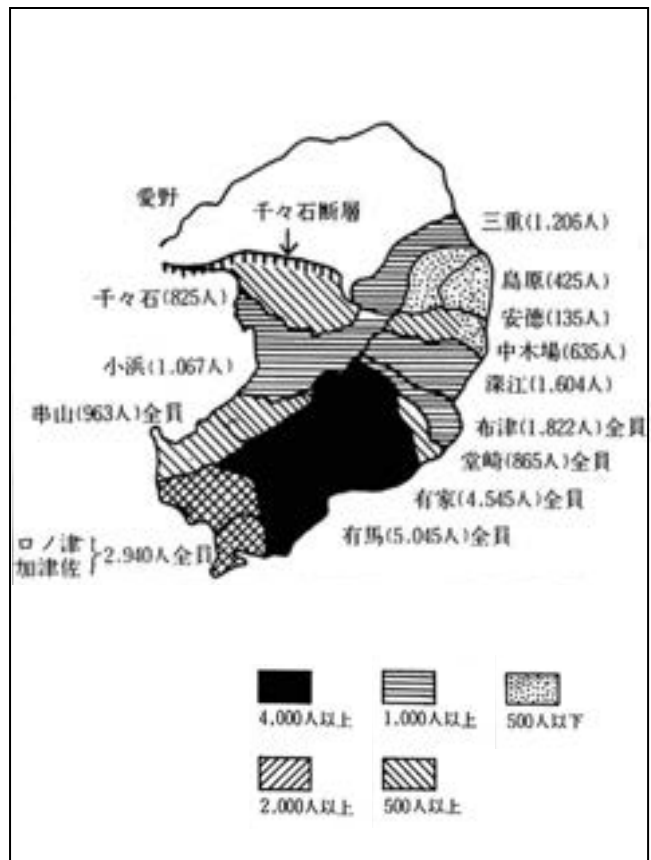 愛野
千々石断層
三重(1.206人)
島原(425人)
千々石(825人)
安徳(135人)
中木場(635人)
小浜(1.067人)
深江(1.604人)
串山(963人)全員
布津(1.822人)全員
堂崎(865人)全員
有家(4.545人)全員
有馬(5.045人)全員
口ノ津
加津佐
2.940人全員
4.000人以上
1.000人以上
500人以下
2.000人以上
500人以上